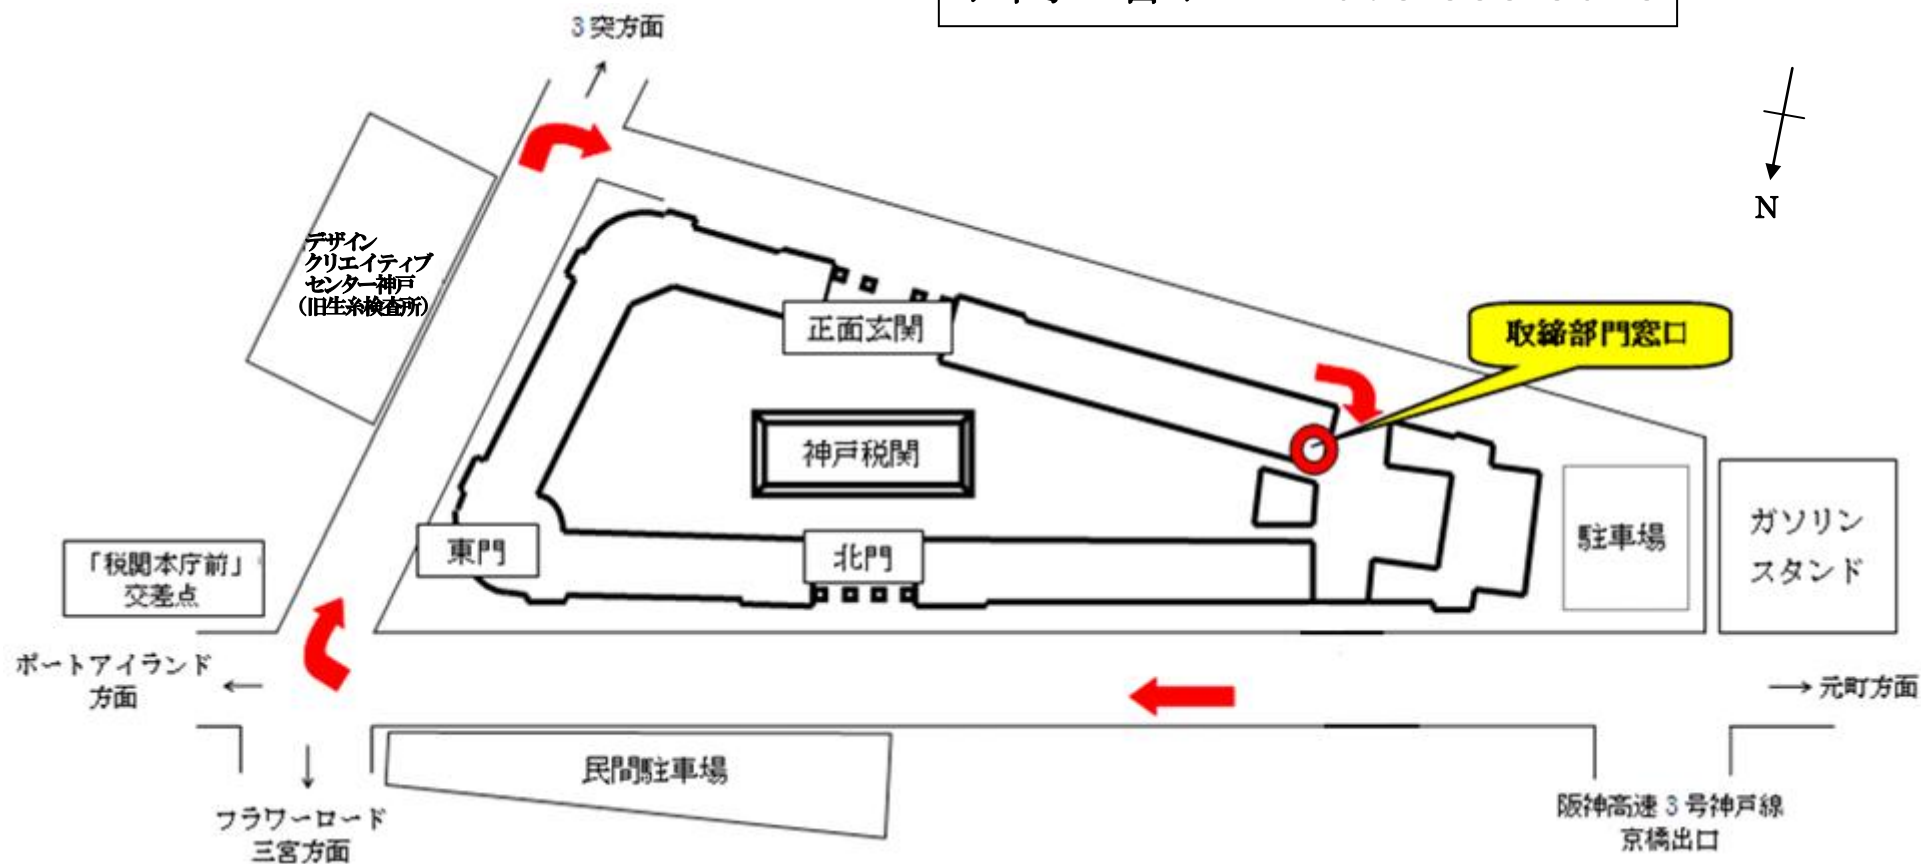 3突方面
N
デザイン
クリエイティブ
センター神戸
（旧生糸検査所）
正面玄関
取締部門窓口
神戸税関
東門
北門
駐車場
ガソリン
スタンド
「税関本庁前」
交差点
ポートアイランド
方面
元町方面
民間駐車場
フラワーロード
三宮方面
阪神高速3号神戸線
京橋出口